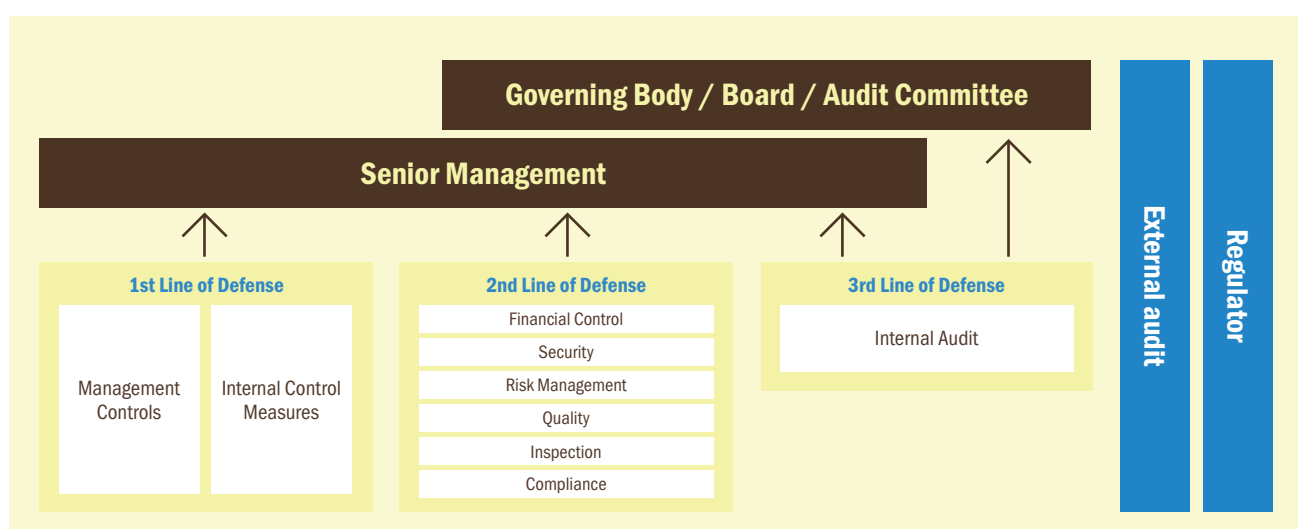 Governing Body / Board / Audit Committee
Senior Management
1st Line of Defense
Management
Controls
Internal Control
Measures
2nd Line of Defense
Financial Control
Security
Risk Management
Quality
Inspection
Compliance
3rd Line of Defense
Internal Audit
External audit
Regulator